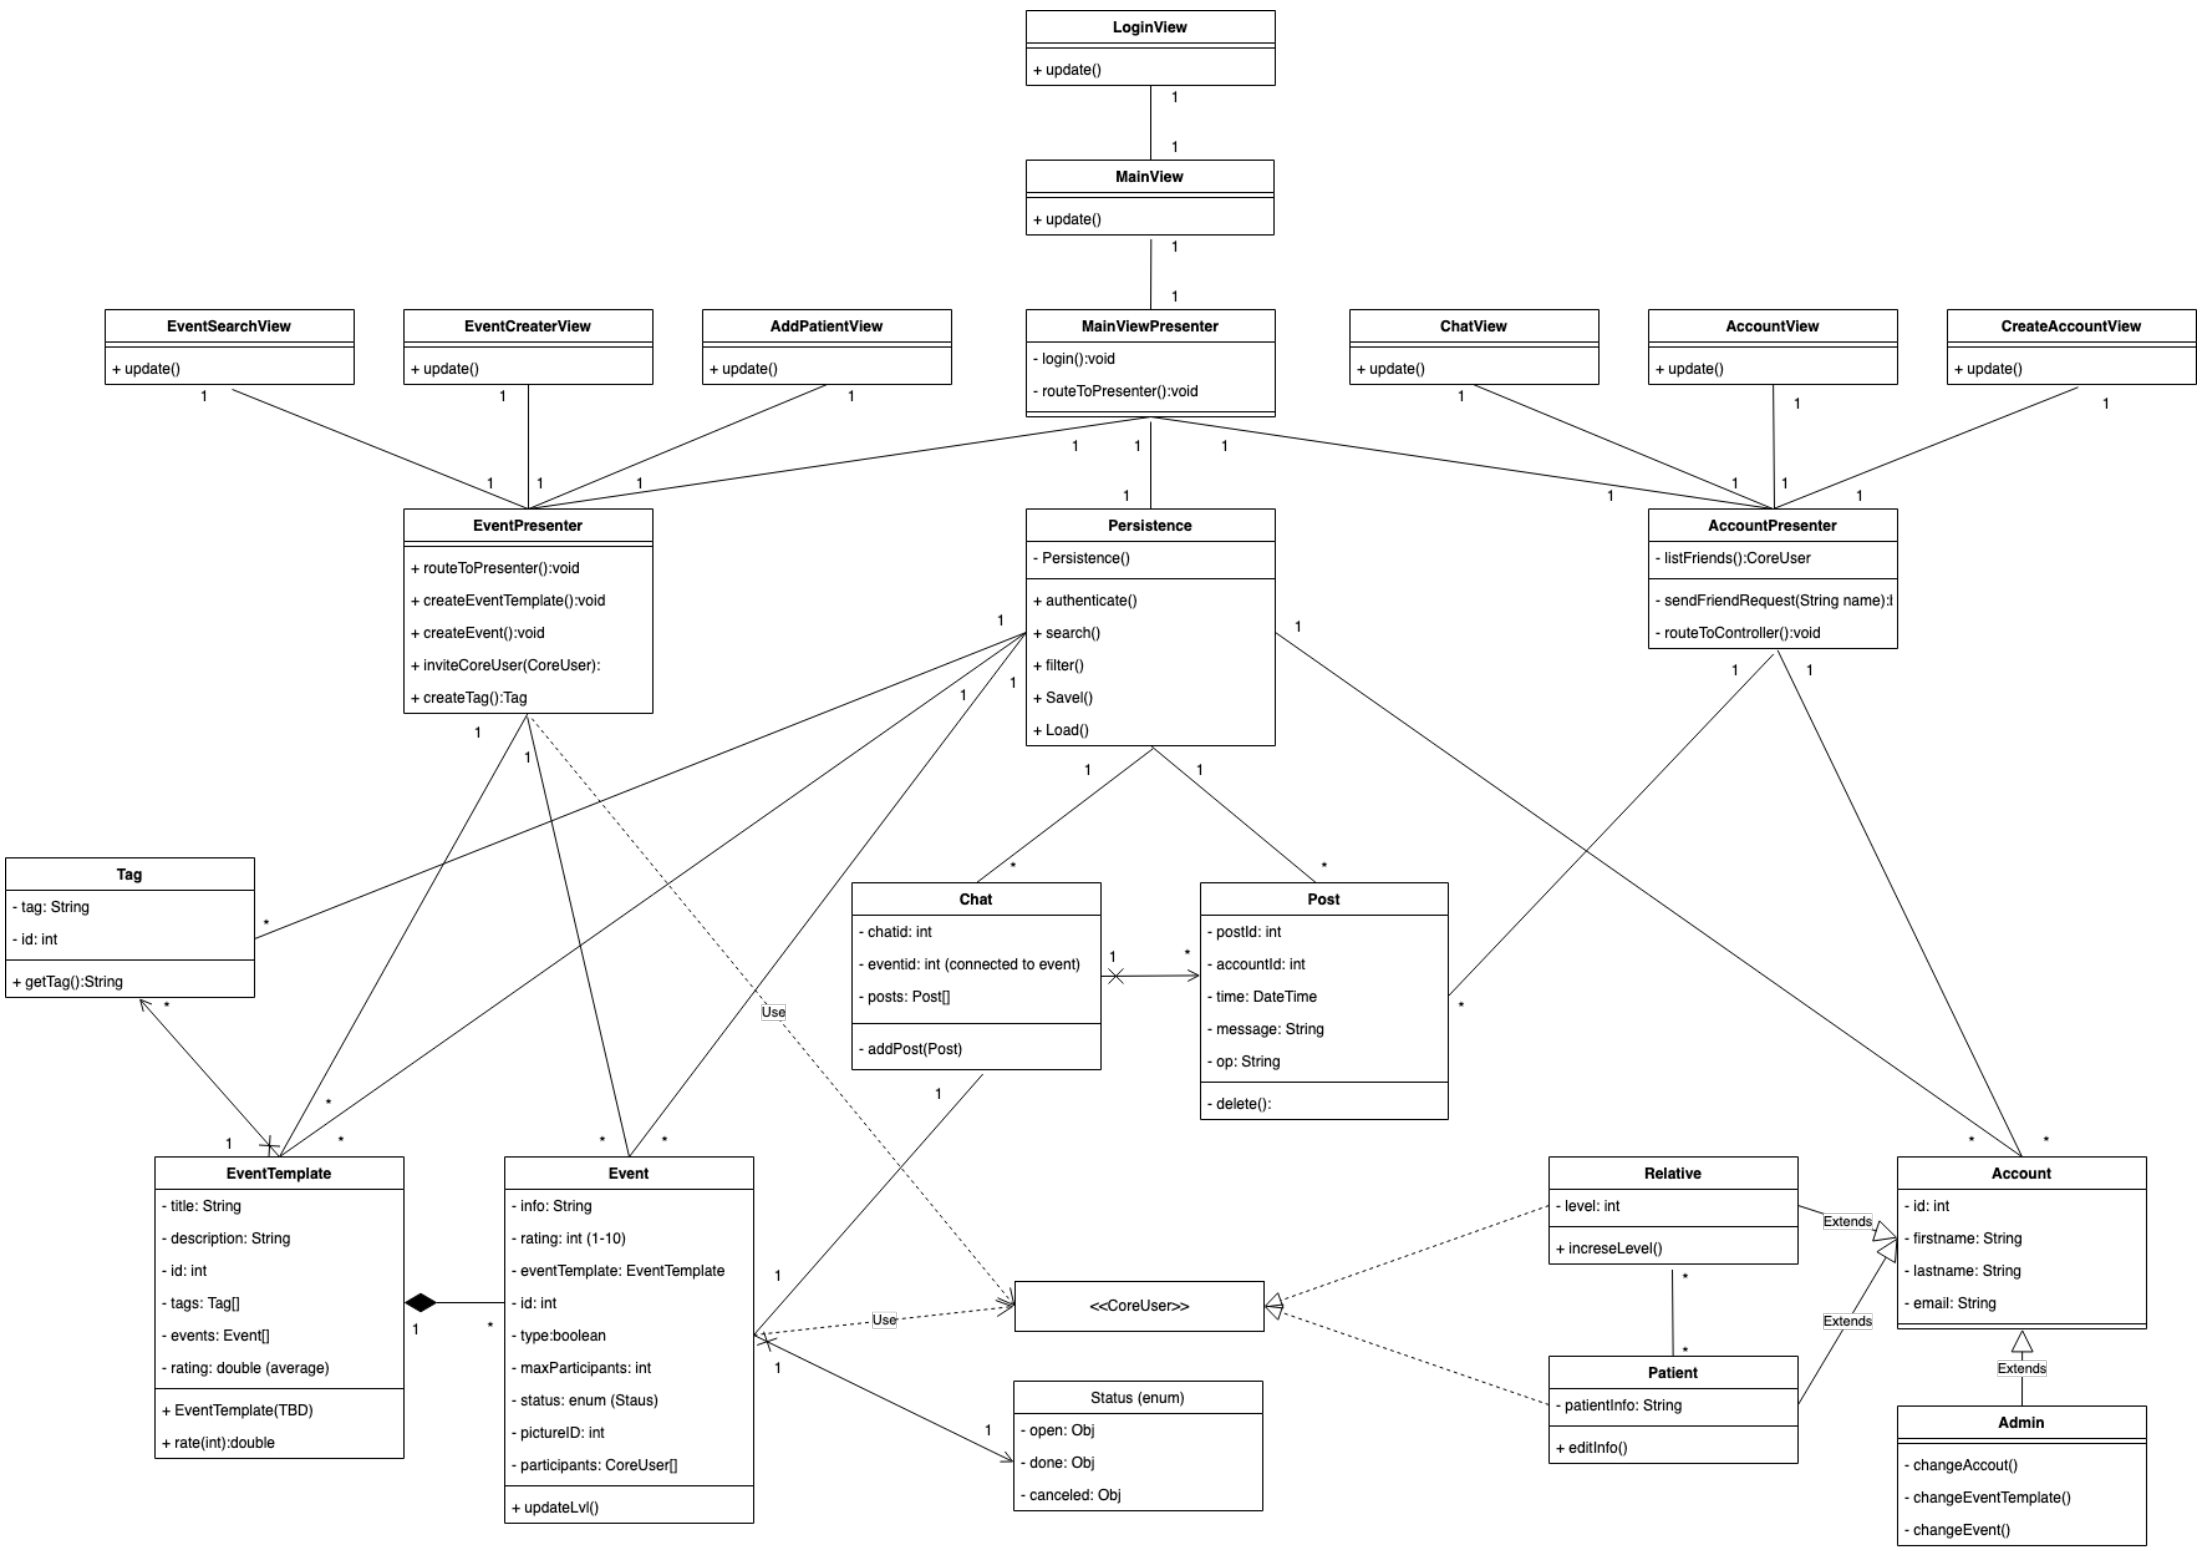 LoginView
+ update()
1
1
MainView
+ update()
1
1
EventSearchView
+ update()
1
EventCreaterView
+ update()
1
AddPatientView
+ update()
1
MainViewPresenter
- login():void
- routeToPresenter():void
1
1
1
ChatView
+ update()
1
AccountView
+ update()
1
CreateAccountView
+ update()
1
1
1
1
1
1
1
1
1
EventPresenter
+ routeToPresenter():void
+ createEventTemplate():void
+ createEvent():void
+ inviteCoreUser(CoreUser):
+ createTag():Tag
1
1
Persistence
- Persistence()
+ authenticate()
+ search()
+ filter()
+ Savel()
+ Load()
1
1
1
1
1
1
AccountPresenter
- listFriends():CoreUser
- sendFriendRequest(String name):
- routeToController():void
1
1
Tag
- tag: String
- id: int
+ getTag():String
*
*
Use
Chat
- chatid: int
- eventid: int (connected to event)
- posts: Post[]
- addPost(Post)
*
1
*
1
Post
- postId: int
- accountId: int
- time: DateTime
- message: String
- op: String
- delete():
*
*
1
*
*
EventTemplate
- title: String
- description: String
- id: int
- tags: Tag[]
- events: Event[]
- rating: double (average)
+ EventTemplate(TBD)
+ rate(int):double
1
*
*
*
Event
- info: String
- rating: int (1-10)
- eventTemplate: EventTemplate
- id: int
- type:boolean
- maxParticipants: int
- status: enum (Staus)
- pictureID: int
- participants: CoreUser[]
+ updateLvl()
1
1
Use
<<CoreUser>>
1
Status (enum)
- open: Obj
- done: Obj
- canceled: Obj
Relative
- level: int
+ increseLevel()
*
*
Patient
- patientInfo: String
+ editInfo()
Extends
Extends
*
*
Account
- id: int
- firstname: String
- lastname: String
- email: String
Extends
Admin
- changeAccout()
- changeEventTemplate()
- changeEvent()